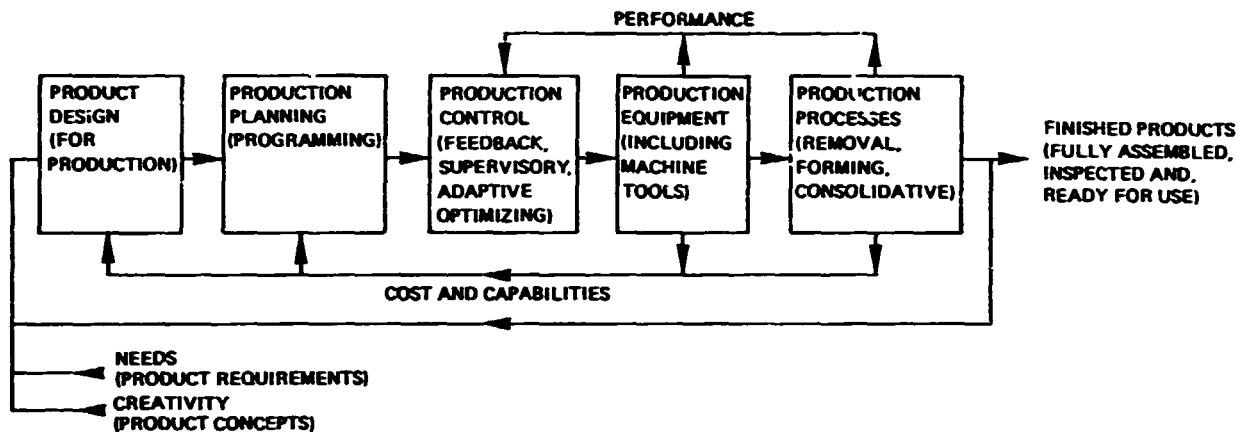 PERFORMANCE
PRODUCT
DESIGN
(FOR
PRODUCTION)
PRODUCTION
PLANNING
(PROGRAMMING)
PRODUCTION
CONTROL
(FEEDBACK,
SUPERVISORY,
ADAPTIVE
OPTIMIZING)
PRODUCTION
EQUIPMENT
(INCLUDING
MACHINE
TOOLS)
PRODUCTION
PROCESSES
(REMOVAL,
FORMING,
CONSOLIDATIVE)
FINISHED PRODUCTS
(FULLY ASSEMBLED,
INSPECTED AND,
READY FOR USE)
COST AND CAPABILITIES
NEEDS
(PRODUCT REQUIREMENTS)
CREATIVITY
(PRODUCT CONCEPTS)